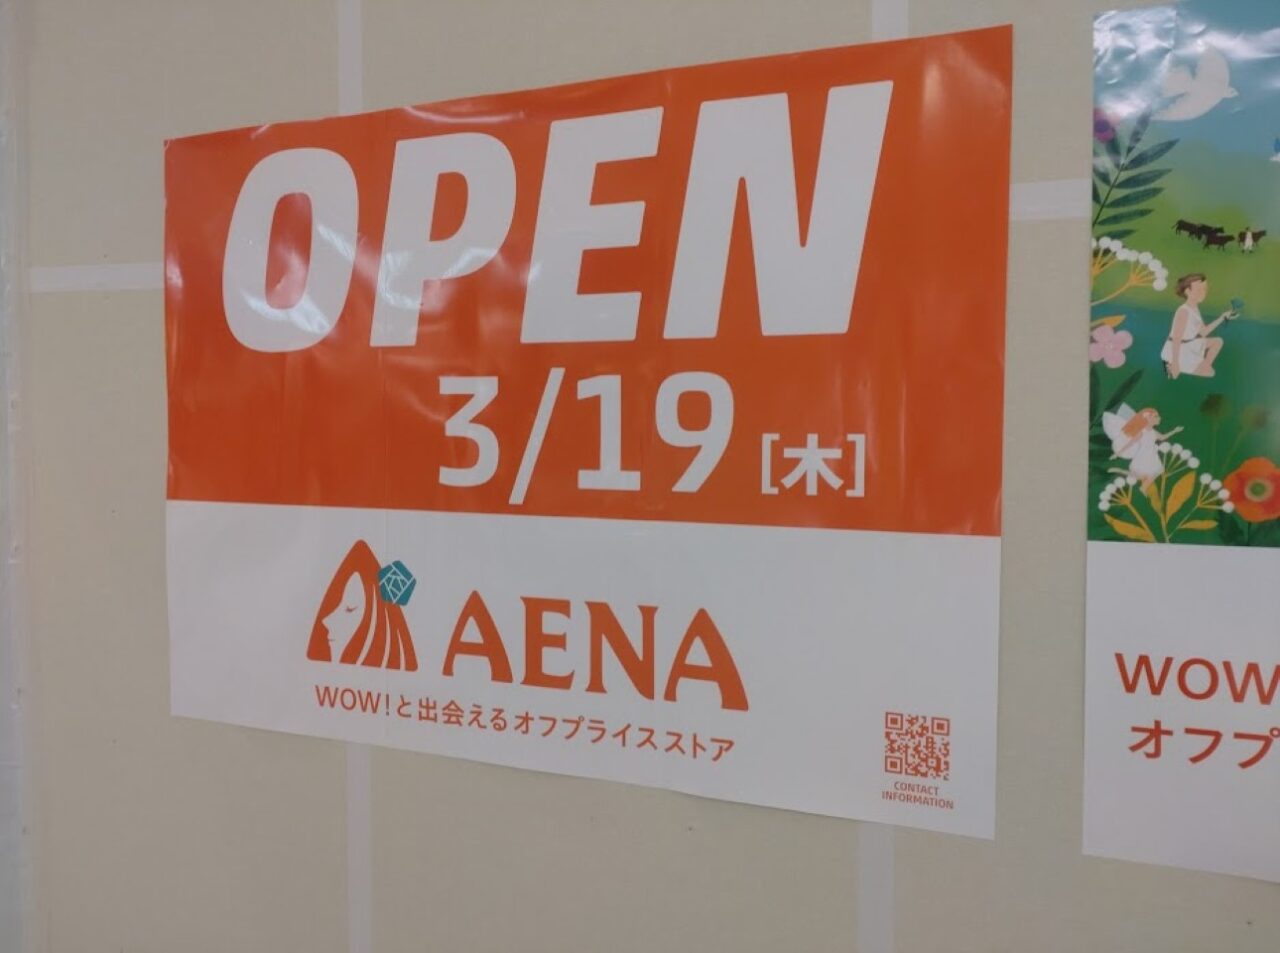 OPEN
3/19 [木]
AENA
WOW!と出会えるオフプライスストア
CONTACT
INFORMATION
WOW
オフプ